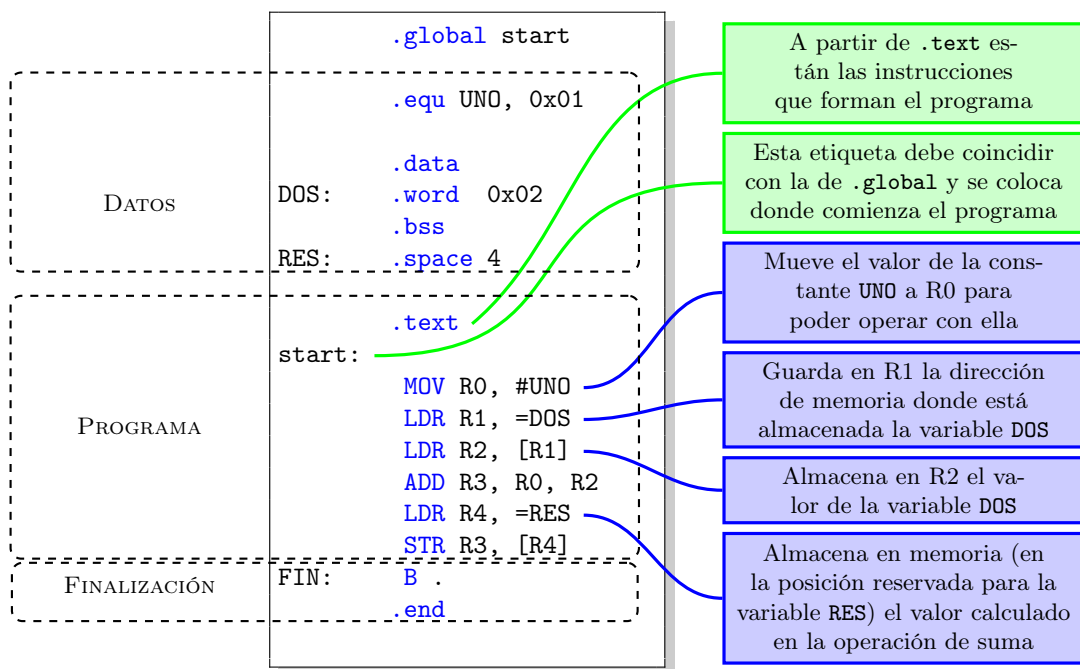 .global start
.equ UNO, 0x01
.data
DOS: .word 0x02
.bss
RES: .space 4
.text
start:
MOV R0, #UNO
LDR R1, =DOS
LDR R2, [R1]
ADD R3, R0, R2
LDR R4, =RES
STR R3, [R4]
FIN: B .
.end
Datos
Programa
Finalización
A partir de .text es-
tán las instrucciones
que forman el programa
Esta etiqueta debe coincidir
con la de .global y se coloca
donde comienza el programa
Mueve el valor de la cons-
tante UNO a R0 para
poder operar con ella
Guarda en R1 la dirección
de memoria donde está
almacenada la variable DOS
Almacena en R2 el va-
lor de la variable DOS
Almacena en memoria (en
la posición reservada para la
variable RES) el valor calculado
en la operación de suma